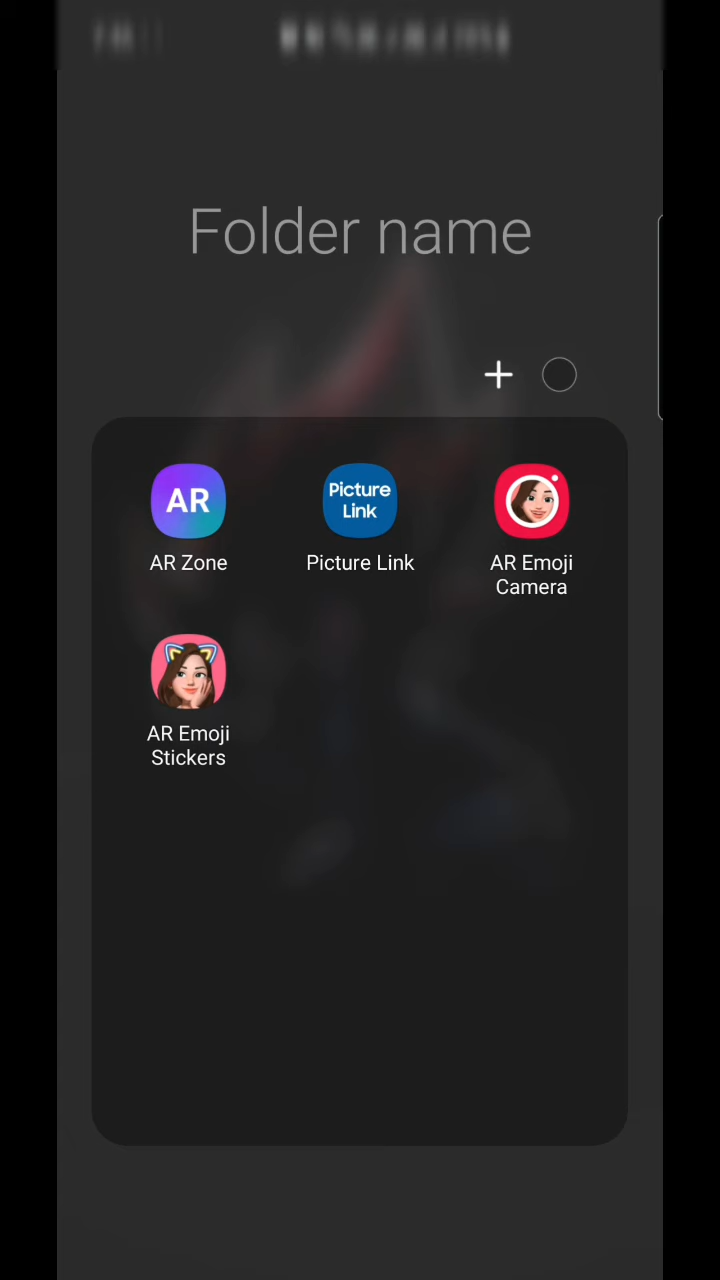 Folder name
AR
Picture
Link
AR Zone
Picture Link
AR Emoji
Camera
AR Emoji
Stickers